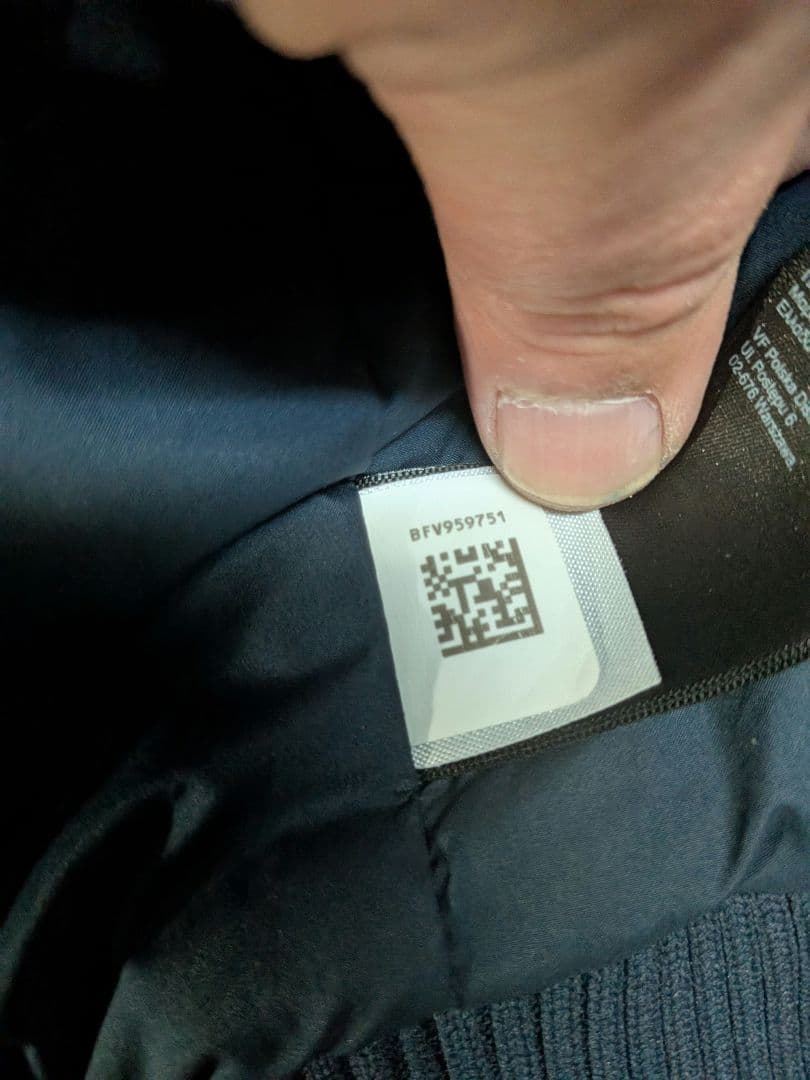 BFV959751
VF Polska
Ul. Postępu 6
02-676 Warszawa,